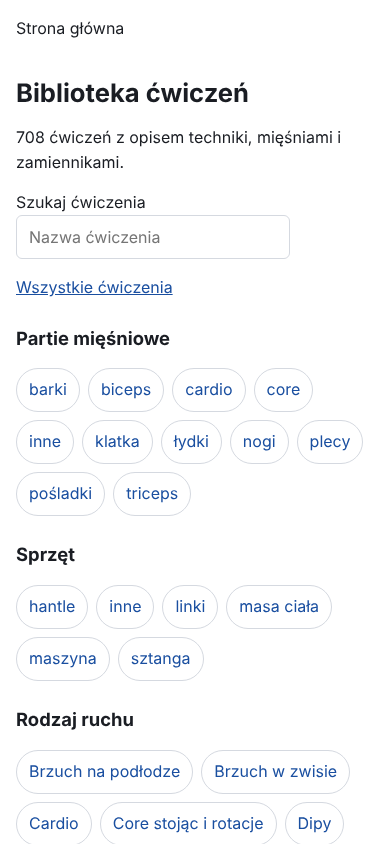 Strona główna
Biblioteka ćwiczeń
708 ćwiczeń z opisem techniki, mięśniami i
zamiennikami.
Szukaj ćwiczenia
Nazwa ćwiczenia
Wszystkie ćwiczenia
Partie mięśniowe
barki biceps cardio core
inne klatka łydki nogi plecy
pośladki triceps
Sprzęt
hantle inne linki masa ciała
maszyna sztanga
Rodzaj ruchu
Brzuch na podłodze Brzuch w zwisie
Cardio Core stojąc i rotacje Dipy